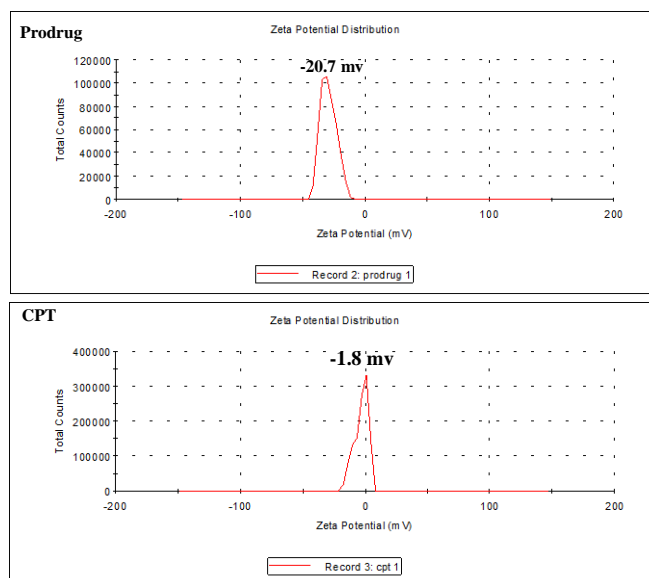 Prodrug
Zeta Potential Distribution
-20.7 mv
120000
100000
80000
60000
40000
20000
0
Total Counts
-200 -100 0 100 200
Zeta Potential (mV)
Record 2: prodrug 1
CPT
Zeta Potential Distribution
-1.8 mv
400000
300000
200000
100000
0
Total Counts
-200 -100 0 100 200
Zeta Potential (mV)
Record 3: cpt 1